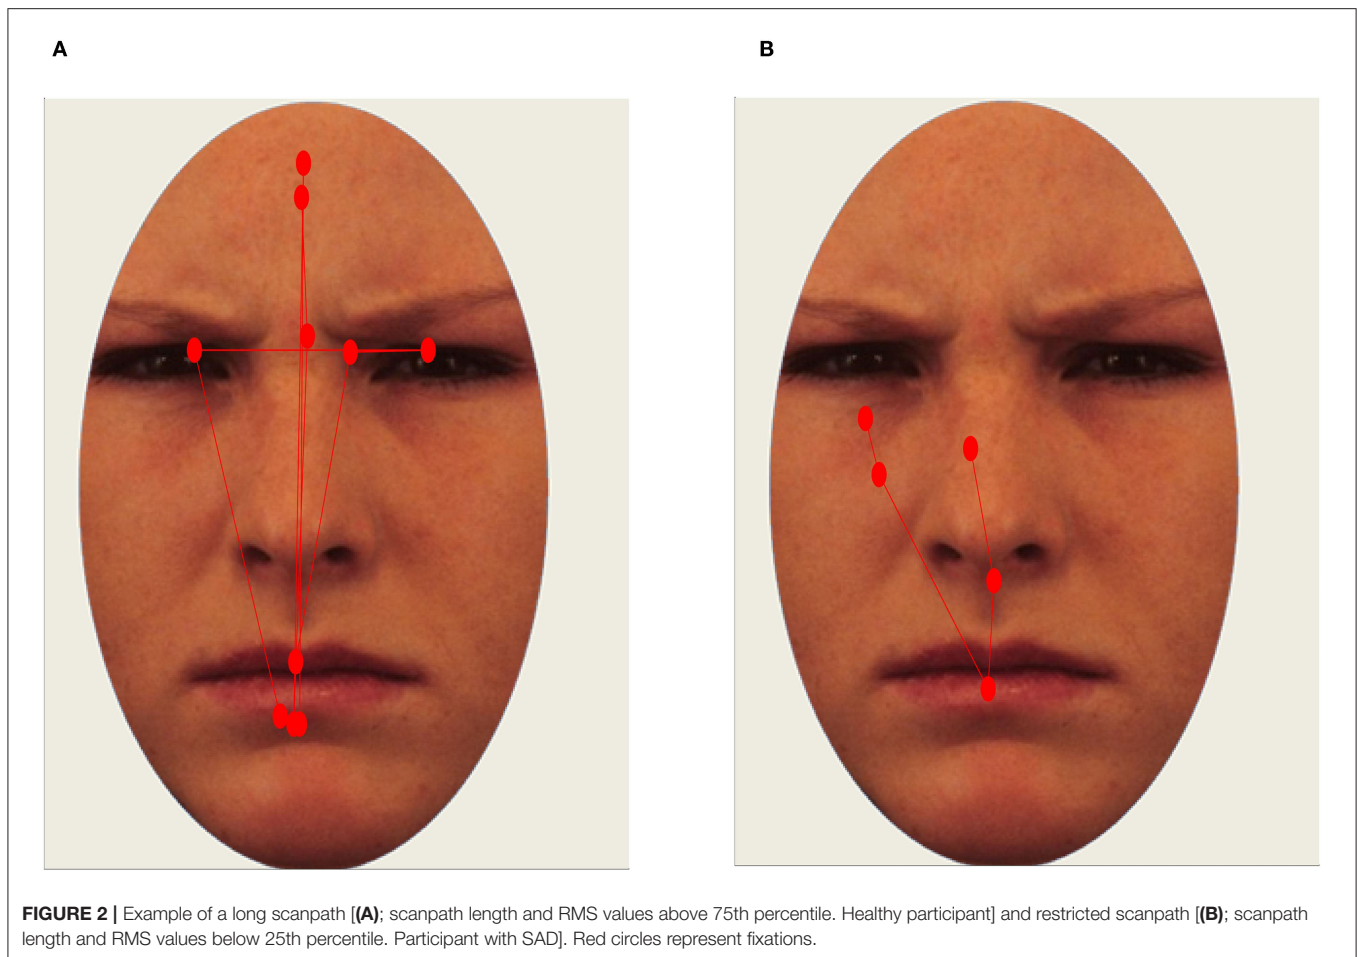 A
B
FIGURE 2 | Example of a long scanpath [(A); scanpath length and RMS values above 75th percentile. Healthy participant] and restricted scanpath [(B); scanpath
length and RMS values below 25th percentile. Participant with SAD]. Red circles represent fixations.